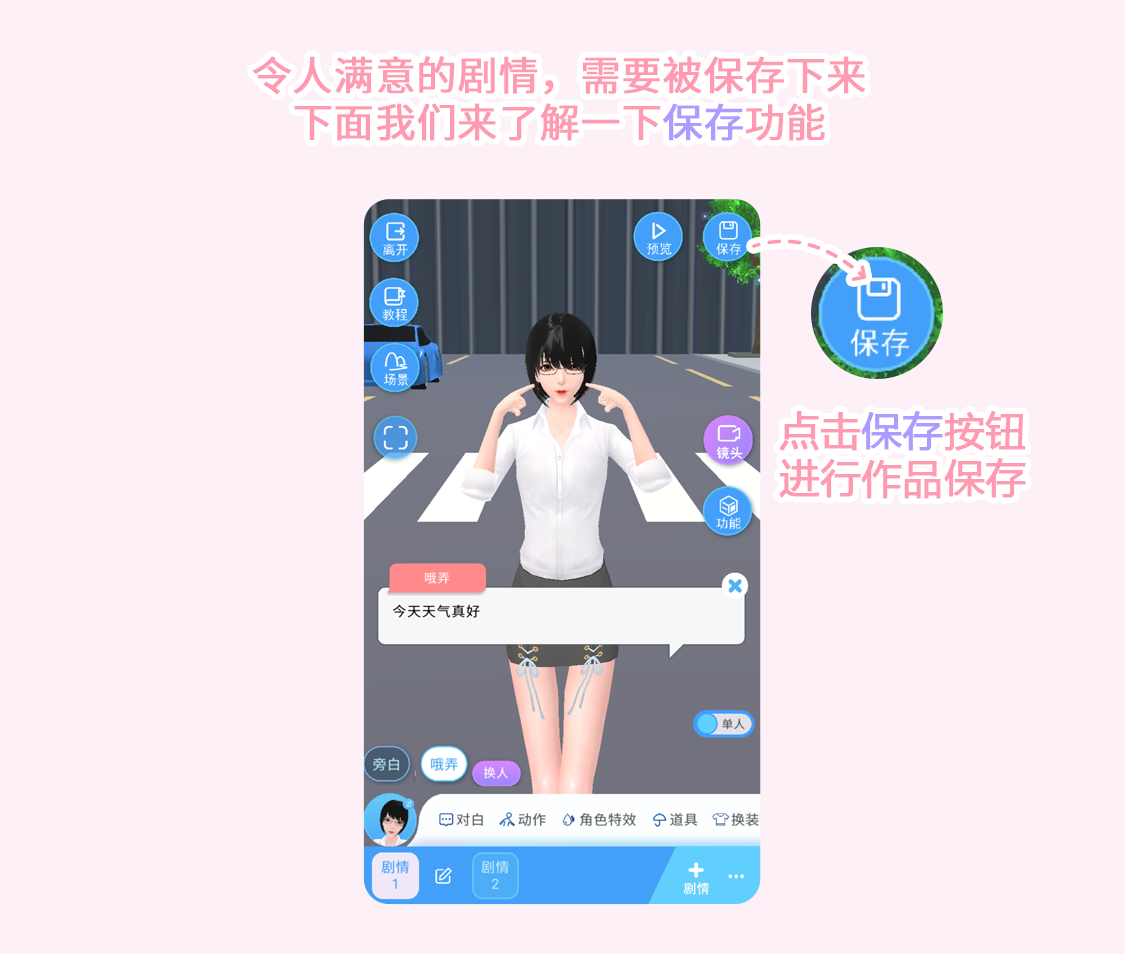 令人满意的剧情，需要被保存下来
下面我们来了解一下保存功能
离开
预览
保存
教程
保存
场景
点击保存按钮
进行作品保存
镜头
功能
哦弄
今天天气真好
单人
旁白
哦弄
换人
对白
动作
角色特效
道具
换装
剧情
1
剧情
2
剧情